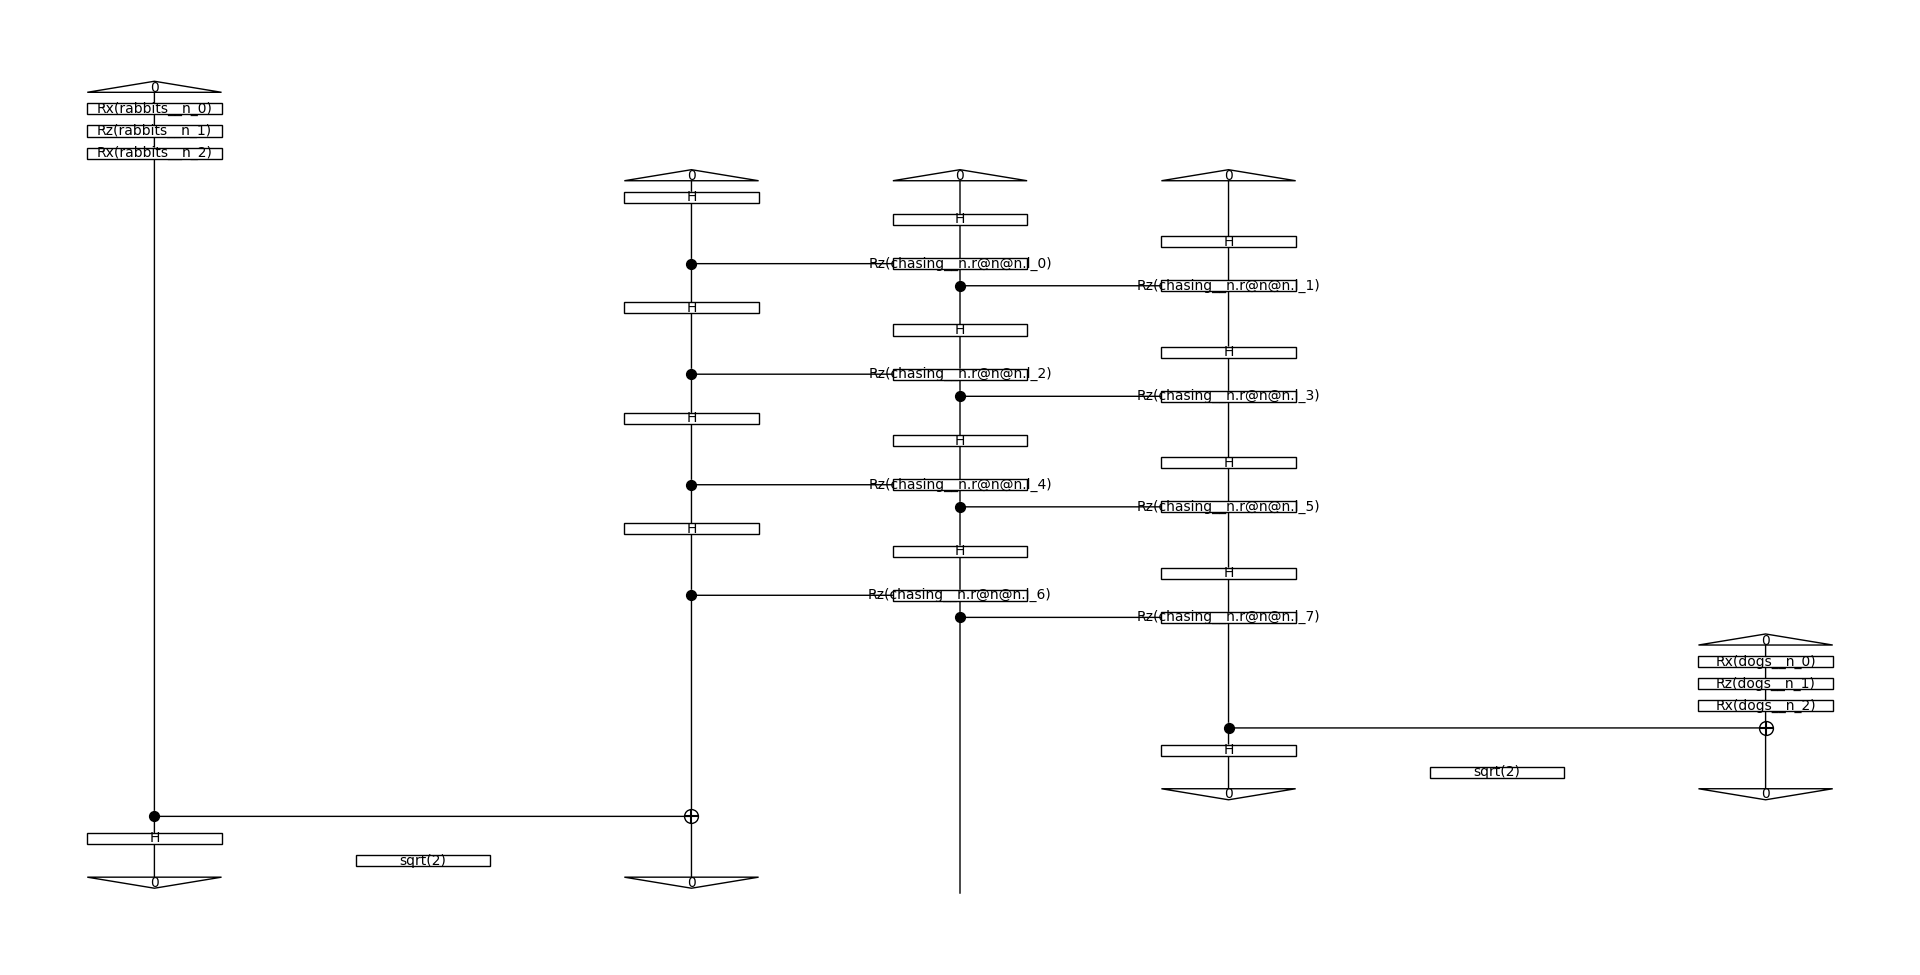 0
Rx(rabbits__n_0)
Rz(rabbits__n_1)
Rx(rabbits__n_2)
0 0 0
H
H
H
Rz(chasing__n.r@n@n.l_0)
Rz(chasing__n.r@n@n.l_1)
H
H
H
Rz(chasing__n.r@n@n.l_2)
Rz(chasing__n.r@n@n.l_3)
H
H
H
Rz(chasing__n.r@n@n.l_4)
Rz(chasing__n.r@n@n.l_5)
H
H
H
Rz(chasing__n.r@n@n.l_6)
Rz(chasing__n.r@n@n.l_7)
0
Rx(dogs__n_0)
Rz(dogs__n_1)
Rx(dogs__n_2)
H
sqrt(2)
0 0
H
sqrt(2)
0 0